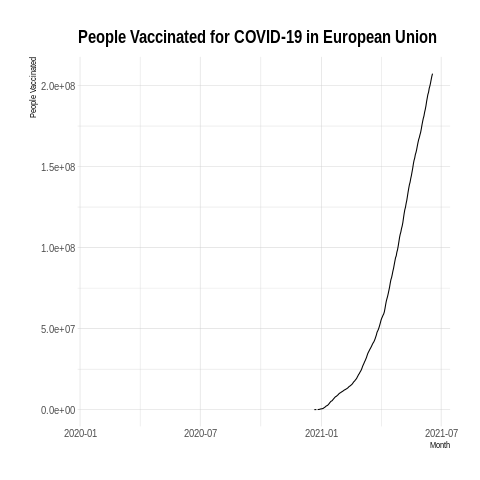 People Vaccinated for COVID-19 in European Union
People Vaccinated
2.0e+08
1.5e+08
1.0e+08
5.0e+07
0.0e+00
2020-01
2020-07
2021-01
2021-07
Month